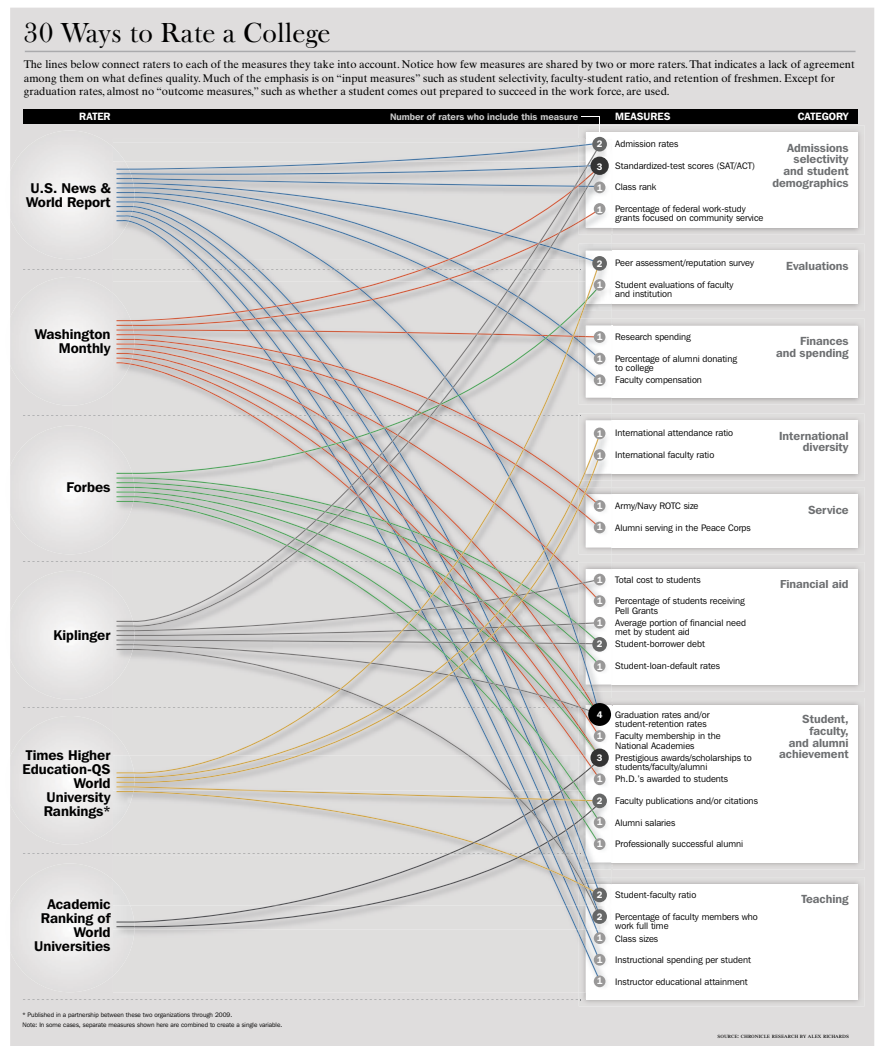 30 Ways to Rate a College
The lines below connect raters to each of the measures they take into account. Notice how few measures are shared by two or more raters. That indicates a lack of agreement
among them on what defines quality. Much of the emphasis is on “input measures” such as student selectivity, faculty-student ratio, and retention of freshmen. Except for
graduation rates, almost no “outcome measures,” such as whether a student comes out prepared to succeed in the work force, are used.
RATER
Number of raters who include this measure
MEASURES
CATEGORY
U.S. News &
World Report
Washington
Monthly
Forbes
Kiplinger
Times Higher
Education-QS
World
University
Rankings*
Academic
Ranking of
World
Universities
2 Admission rates
3 Standardized-test scores (SAT/ACT)
1 Class rank
1 Percentage of federal work-study
grants focused on community service
Admissions
selectivity
and student
demographics
2 Peer assessment/reputation survey
1 Student evaluations of faculty
and institution
Evaluations
1 Research spending
1 Percentage of alumni donating
to college
1 Faculty compensation
Finances
and spending
1 International attendance ratio
1 International faculty ratio
International
diversity
1 Army/Navy ROTC size
1 Alumni serving in the Peace Corps
Service
1 Total cost to students
1 Percentage of students receiving
Pell Grants
1 Average portion of financial need
met by student aid
2 Student-borrower debt
1 Student-loan-default rates
Financial aid
4 Graduation rates and/or
student-retention rates
1 Faculty membership in the
National Academies
3 Prestigious awards/scholarships to
students/faculty/alumni
1 Ph.D.'s awarded to students
2 Faculty publications and/or citations
1 Alumni salaries
1 Professionally successful alumni
Student,
faculty,
and alumni
achievement
2 Student-faculty ratio
2 Percentage of faculty members who
work full time
1 Class sizes
1 Instructional spending per student
1 Instructor educational attainment
Teaching
* Published in a partnership between these two organizations through 2009.
Note: In some cases, separate measures shown here are combined to create a single variable.
SOURCE: CHRONICLE RESEARCH BY ALEX RICHARDS